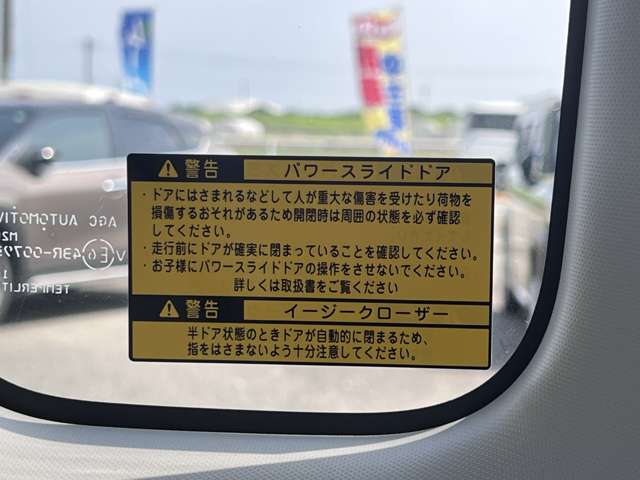 警告 パワースライドドア
・ドアにはさまれるなどして人が重大な傷害を受けたり荷物を
損傷するおそれがあるため開閉時は周囲の状態を必ず確認
してください。
・走行前にドアが確実に閉まっていることを確認してください。
・お子様にパワースライドドアの操作をさせないでください。
詳しくは取扱書をご覧ください
警告 イージークローザー
半ドア状態のときドアが自動的に閉まるため、
指をはさまないよう十分注意してください。
AGC AUTOMOTIV
43R-007
TEMPERLIT